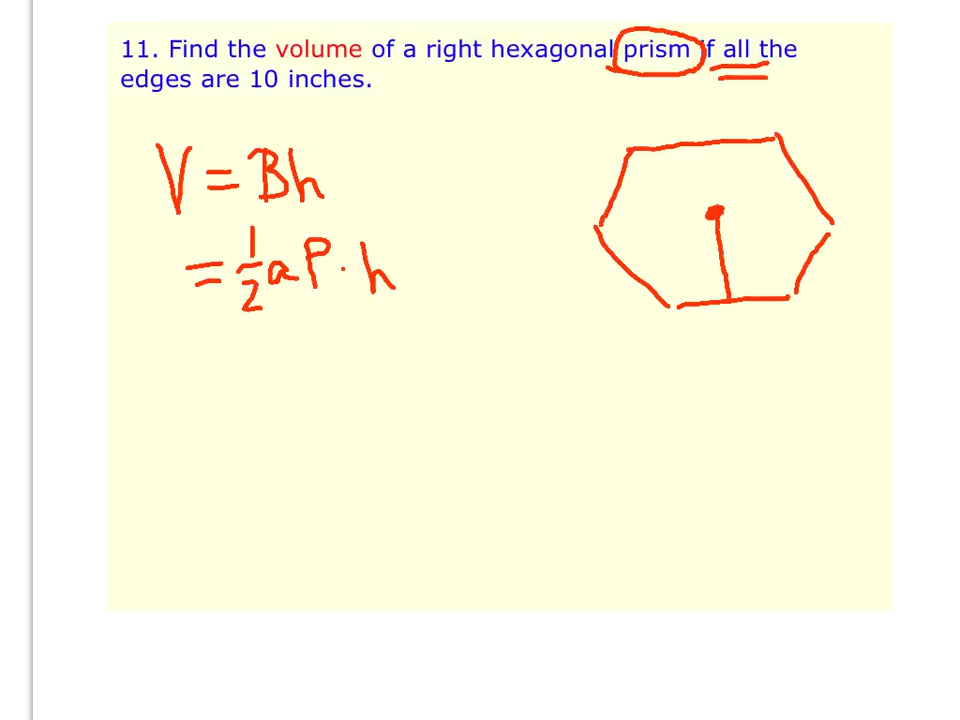 11. Find the volume of a right hexagonal prism if all the
edges are 10 inches.
V = Bh
= 1/2 aP · h